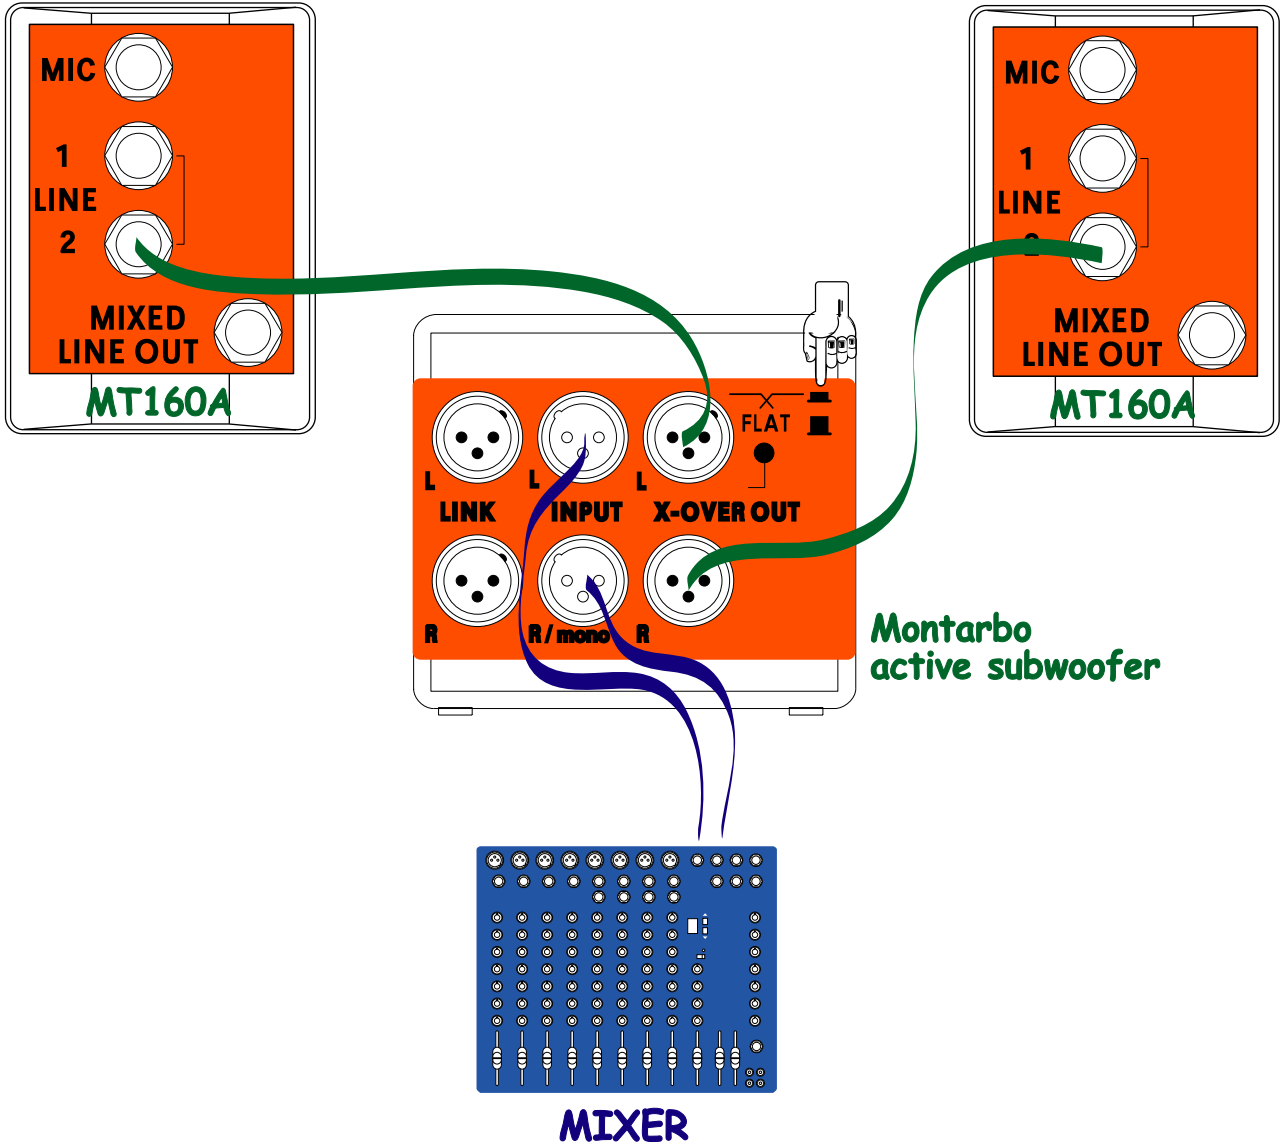 MIC
1
LINE
2
MIXED
LINE OUT
MT160A
MIC
1
LINE
2
MIXED
LINE OUT
MT160A
FLAT
L
L
L
LINK
INPUT
X-OVER OUT
R
R / mono
R
Montarbo
active subwoofer
MIXER